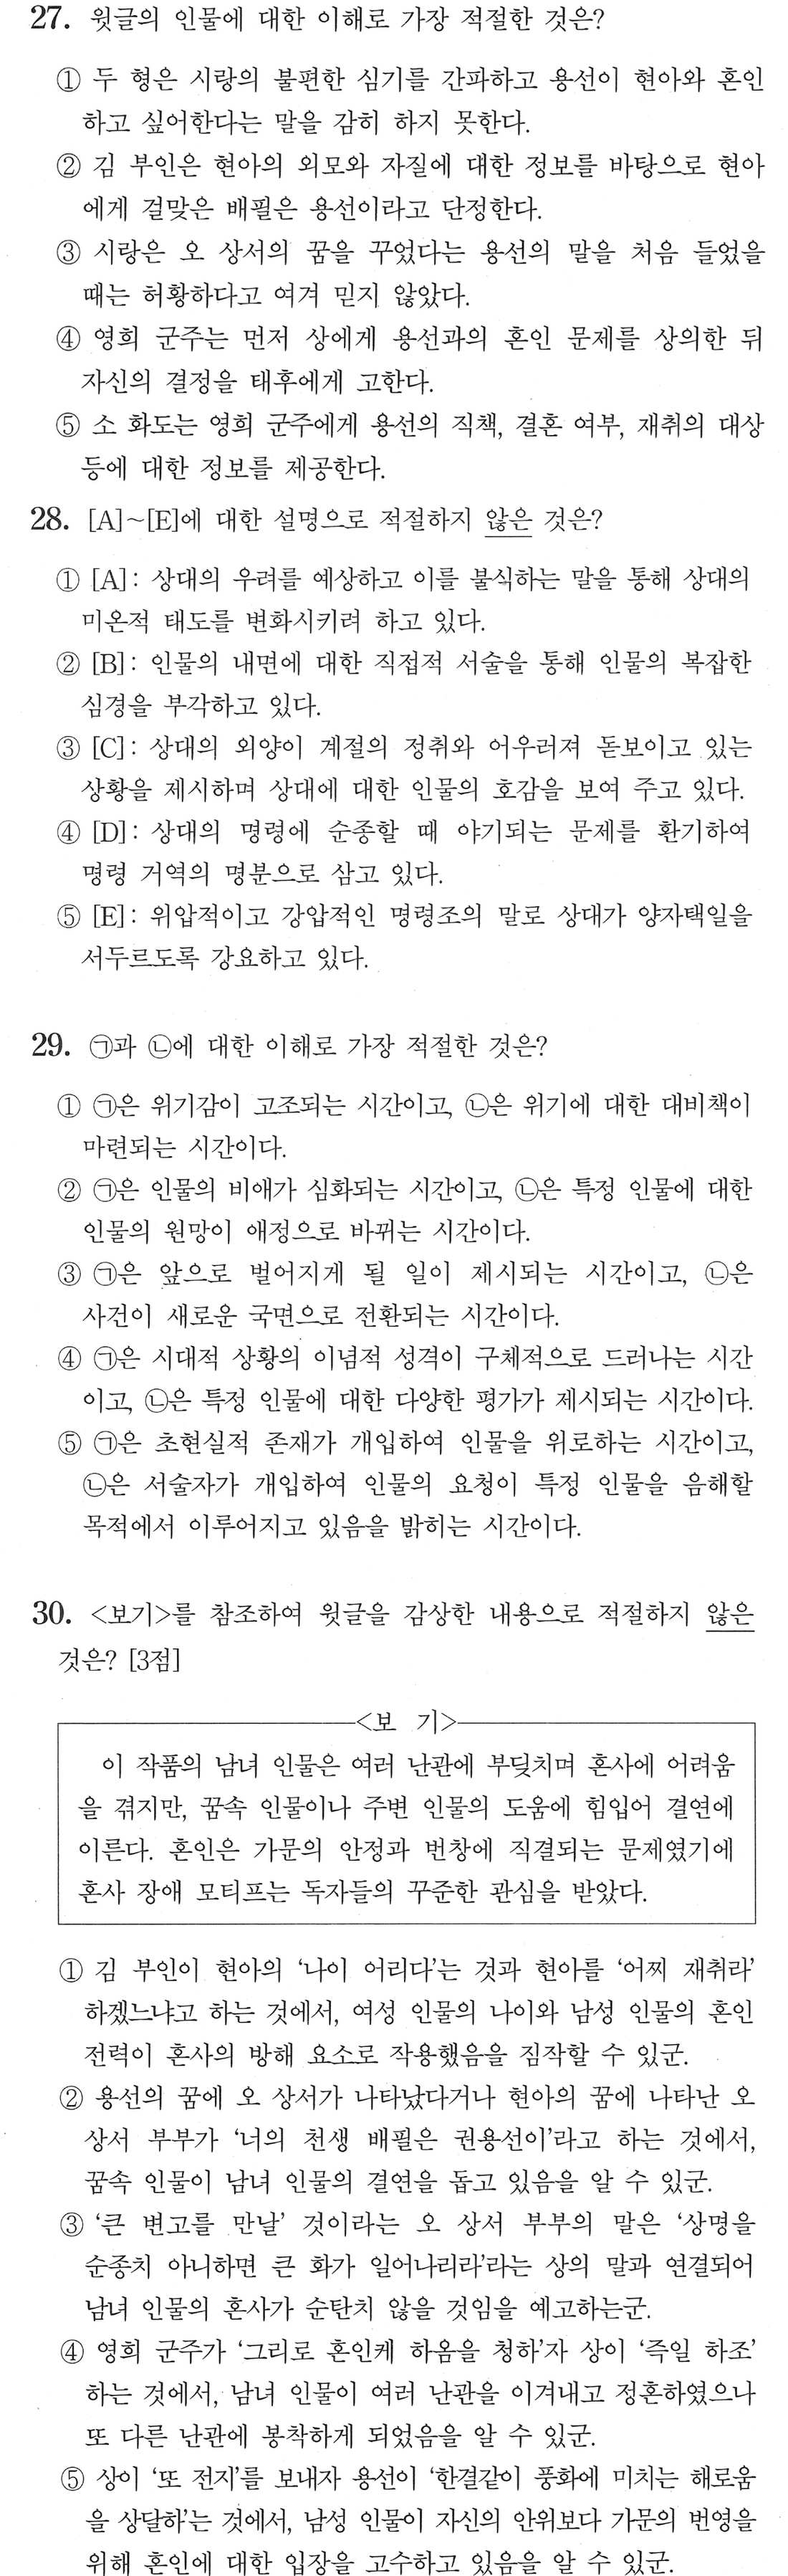 27. 윗글의 인물에 대한 이해로 가장 적절한 것은?
① 두 형은 시랑의 불편한 심기를 간파하고 용선이 현아와 혼인
하고 싶어한다는 말을 감히 하지 못한다.
② 김 부인은 현아의 외모와 자질에 대한 정보를 바탕으로 현아
에게 걸맞은 배필은 용선이라고 단정한다.
③ 시랑은 오 상서의 꿈을 꾸었다는 용선의 말을 처음 들었을
때는 허황하다고 여겨 믿지 않았다.
④ 영희 군주는 먼저 상에게 용선과의 혼인 문제를 상의한 뒤
자신의 결정을 태후에게 고한다.
⑤ 소 화도는 영희 군주에게 용선의 직책, 결혼 여부, 재취의 대상
등에 대한 정보를 제공한다.
28. [A]~[E]에 대한 설명으로 적절하지 않은 것은?
① [A]: 상대의 우려를 예상하고 이를 불식하는 말을 통해 상대의
미온적 태도를 변화시키려 하고 있다.
② [B]: 인물의 내면에 대한 직접적 서술을 통해 인물의 복잡한
심경을 부각하고 있다.
③ [C]: 상대의 외양이 계절의 정취와 어우러져 돋보이고 있는
상황을 제시하며 상대에 대한 인물의 호감을 보여 주고 있다.
④ [D]: 상대의 명령에 순종할 때 야기되는 문제를 환기하여
명령 거역의 명분으로 삼고 있다.
⑤ [E]: 위압적이고 강압적인 명령조의 말로 상대가 양자택일을
서두르도록 강요하고 있다.
29. ㉠과 ㉡에 대한 이해로 가장 적절한 것은?
① ㉠은 위기감이 고조되는 시간이고, ㉡은 위기에 대한 대비책이
마련되는 시간이다.
② ㉠은 인물의 비애가 심화되는 시간이고, ㉡은 특정 인물에 대한
인물의 원망이 애정으로 바뀌는 시간이다.
③ ㉠은 앞으로 벌어지게 될 일이 제시되는 시간이고, ㉡은
사건이 새로운 국면으로 전환되는 시간이다.
④ ㉠은 시대적 상황의 이념적 성격이 구체적으로 드러나는 시간
이고, ㉡은 특정 인물에 대한 다양한 평가가 제시되는 시간이다.
⑤ ㉠은 초현실적 존재가 개입하여 인물을 위로하는 시간이고,
㉡은 서술자가 개입하여 인물의 요청이 특정 인물을 음해할
목적에서 이루어지고 있음을 밝히는 시간이다.
30. <보기>를 참조하여 윗글을 감상한 내용으로 적절하지 않은
것은? [3점]
<보 기>
이 작품의 남녀 인물은 여러 난관에 부딪치며 혼사에 어려움
을 겪지만, 꿈속 인물이나 주변 인물의 도움에 힘입어 결연에
이른다. 혼인은 가문의 안정과 번창에 직결되는 문제였기에
혼사 장애 모티프는 독자들의 꾸준한 관심을 받았다.
① 김 부인이 현아의 ‘나이 어리다’는 것과 현아를 ‘어찌 재취라’
하겠느냐고 하는 것에서, 여성 인물의 나이와 남성 인물의 혼인
전력이 혼사의 방해 요소로 작용했음을 짐작할 수 있군.
② 용선의 꿈에 오 상서가 나타났다거나 현아의 꿈에 나타난 오
상서 부부가 ‘너의 천생 배필은 권용선이’라고 하는 것에서,
꿈속 인물이 남녀 인물의 결연을 돕고 있음을 알 수 있군.
③ ‘큰 변고를 만날’ 것이라는 오 상서 부부의 말은 ‘상명을
순종치 아니하면 큰 화가 일어나리라’라는 상의 말과 연결되어
남녀 인물의 혼사가 순탄치 않을 것임을 예고하는군.
④ 영희 군주가 ‘그리로 혼인케 하옴을 청하’자 상이 ‘즉일 하조’
하는 것에서, 남녀 인물이 여러 난관을 이겨내고 정혼하였으나
또 다른 난관에 봉착하게 되었음을 알 수 있군.
⑤ 상이 ‘또 전지’를 보내자 용선이 ‘한결같이 풍화에 미치는 해로움
을 상달하’는 것에서, 남성 인물이 자신의 안위보다 가문의 번영을
위해 혼인에 대한 입장을 고수하고 있음을 알 수 있군.